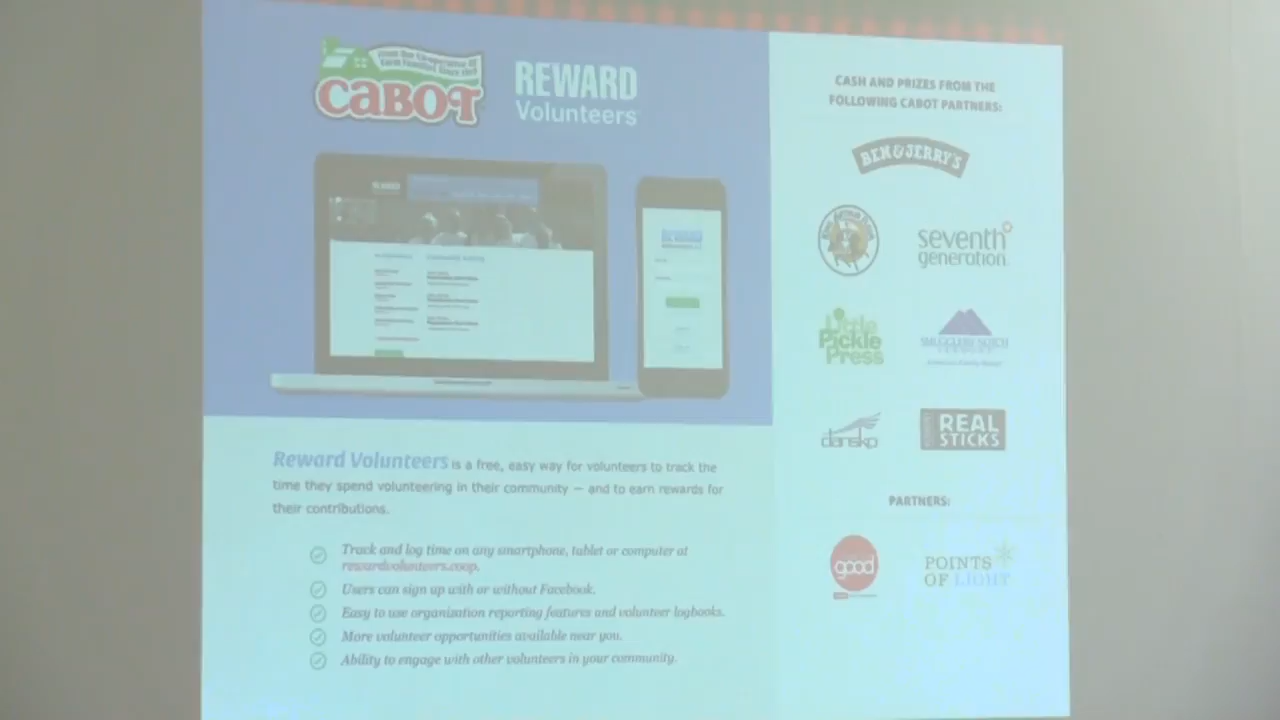 CABOT
REWARD
Volunteers
Reward Volunteers is a free, easy way for volunteers to track the
time they spend volunteering in their community — and to earn rewards for
their contributions.
Track and log time on any smartphone, tablet or computer at
rewardvolunteers.coop.
Users can sign up with or without Facebook.
Easy to use organization reporting features and volunteer logbooks.
More volunteer opportunities available near you.
Ability to engage with other volunteers in your community.
CASH AND PRIZES FROM THE
FOLLOWING CABOT PARTNERS:
BEN & JERRY'S
seventh
generation.
Little
Pickle
Press
SMUGGLERS' NOTCH
VERMONT
dansko
REAL
STICKS
PARTNERS:
good
POINTS
OF LIGHT